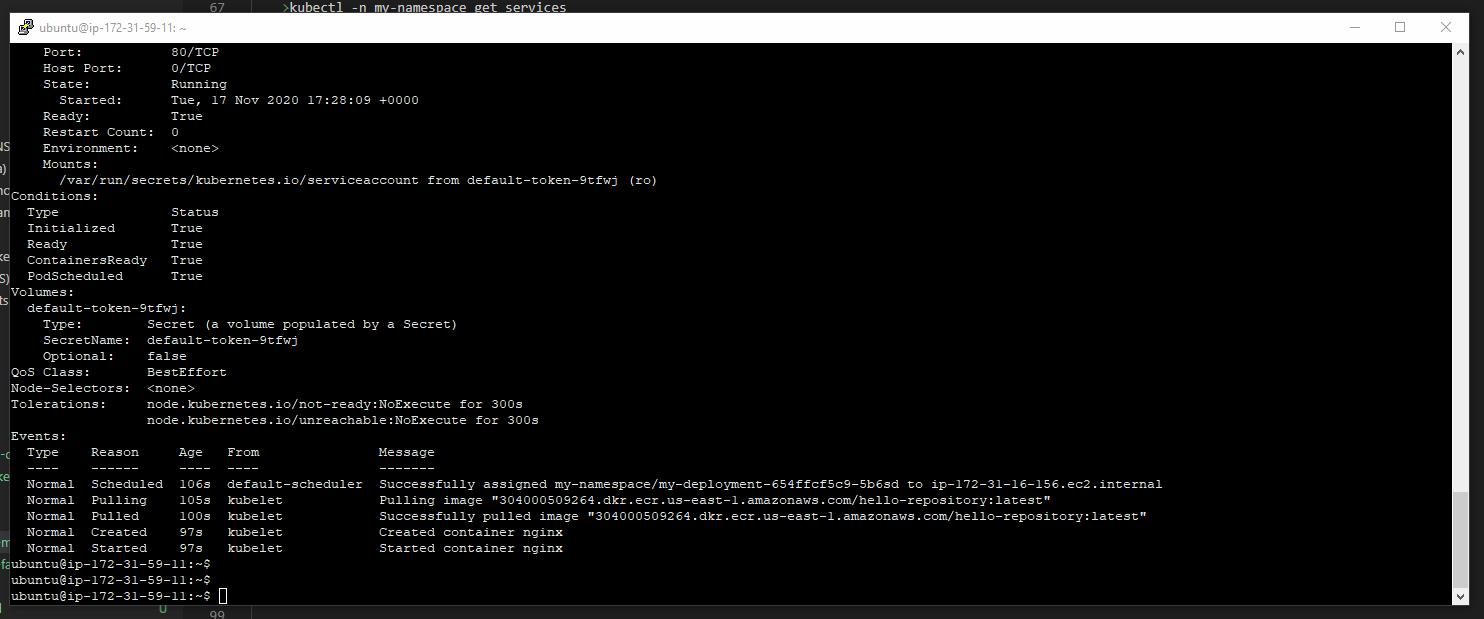 67 >kubectl -n my-namespace get services
ubuntu@ip-172-31-59-11: ~
Port: 80/TCP
Host Port: 0/TCP
State: Running
Started: Tue, 17 Nov 2020 17:28:09 +0000
Ready: True
Restart Count: 0
Environment: <none>
Mounts:
/var/run/secrets/kubernetes.io/serviceaccount from default-token-9tfwj (ro)
Conditions:
Type Status
Initialized True
Ready True
ContainersReady True
PodScheduled True
Volumes:
default-token-9tfwj:
Type: Secret (a volume populated by a Secret)
SecretName: default-token-9tfwj
Optional: false
QoS Class: BestEffort
Node-Selectors: <none>
Tolerations: node.kubernetes.io/not-ready:NoExecute for 300s
node.kubernetes.io/unreachable:NoExecute for 300s
Events:
Type Reason Age From Message
---- ------ ---- ---- -------
Normal Scheduled 106s default-scheduler Successfully assigned my-namespace/my-deployment-654ffcf5c9-5b6sd to ip-172-31-16-156.ec2.internal
Normal Pulling 105s kubelet Pulling image "304000509264.dkr.ecr.us-east-1.amazonaws.com/hello-repository:latest"
Normal Pulled 100s kubelet Successfully pulled image "304000509264.dkr.ecr.us-east-1.amazonaws.com/hello-repository:latest"
Normal Created 97s kubelet Created container nginx
Normal Started 97s kubelet Started container nginx
ubuntu@ip-172-31-59-11:~$
ubuntu@ip-172-31-59-11:~$
ubuntu@ip-172-31-59-11:~$
U
99